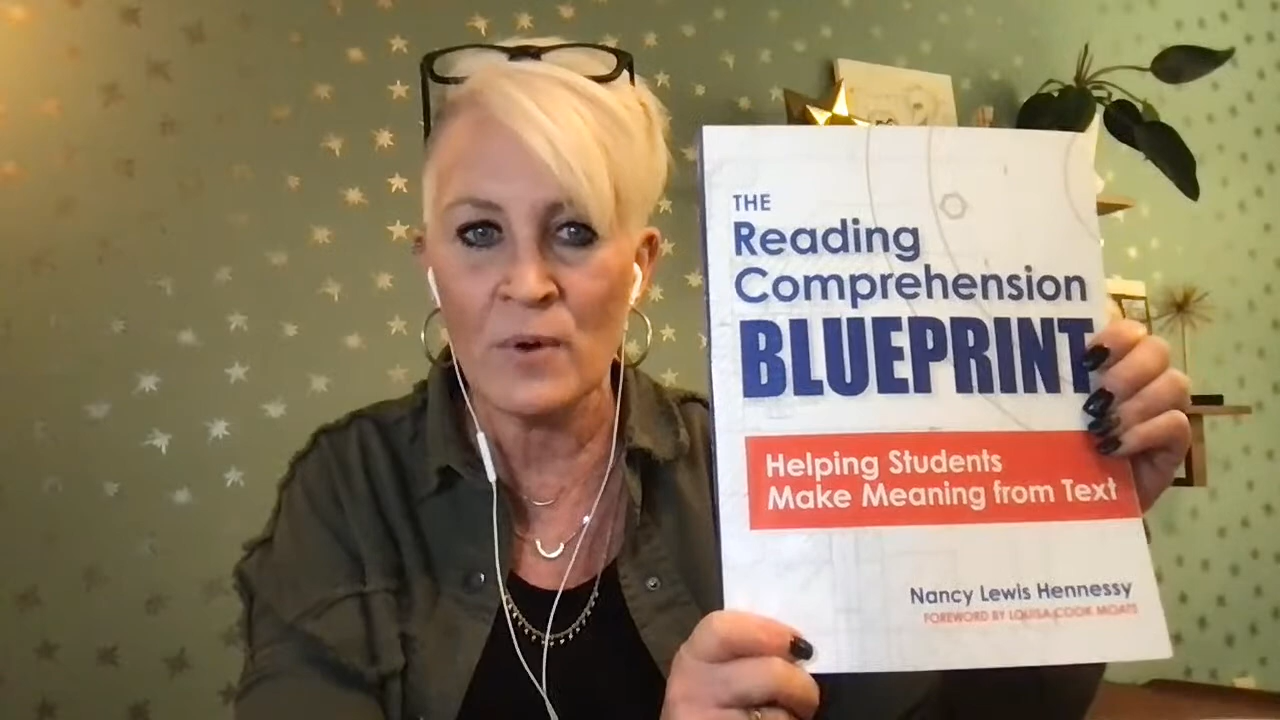 THE
Reading
Comprehension
BLUEPRINT
Helping Students
Make Meaning from Text
Nancy Lewis Hennessy
FOREWORD BY LOUISA COOK MOATS